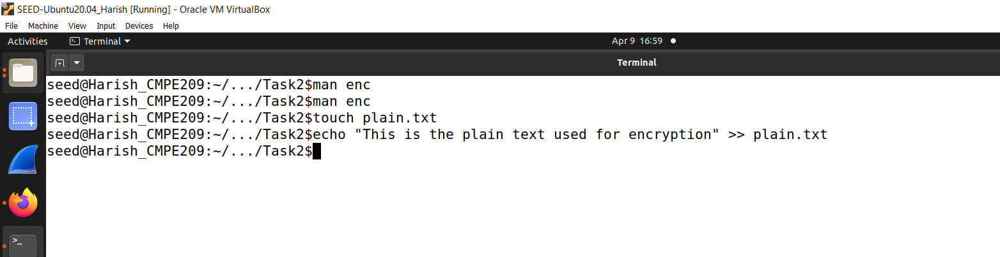 SEED-Ubuntu20.04_Harish [Running] - Oracle VM VirtualBox
File Machine View Input Devices Help
Activities Terminal Apr 9 16:59
Terminal
seed@Harish_CMPE209:~/.../Task2$man enc
seed@Harish_CMPE209:~/.../Task2$man enc
seed@Harish_CMPE209:~/.../Task2$touch plain.txt
seed@Harish_CMPE209:~/.../Task2$echo "This is the plain text used for encryption" >> plain.txt
seed@Harish_CMPE209:~/.../Task2$